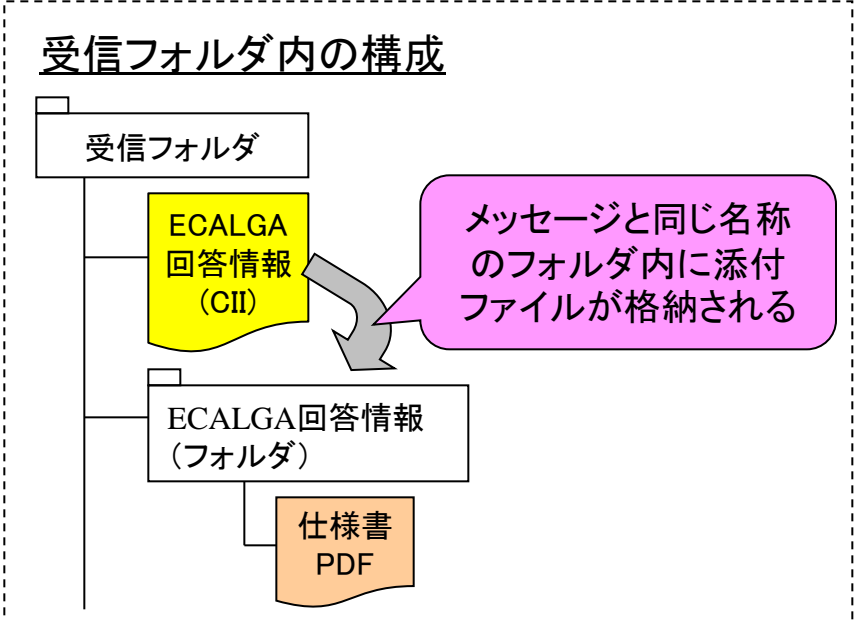 受信フォルダ内の構成
受信フォルダ
ECALGA
回答情報
(CII)
メッセージと同じ名称
のフォルダ内に添付
ファイルが格納される
ECALGA回答情報
(フォルダ)
仕様書
PDF